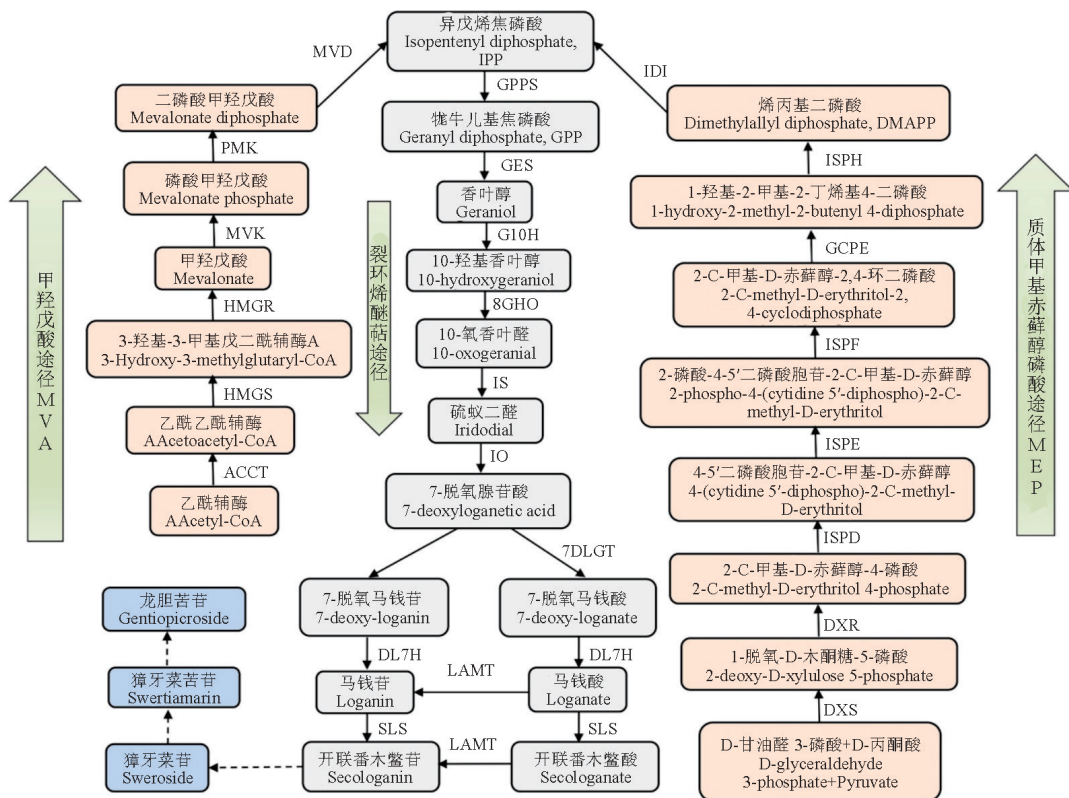 异戊烯焦磷酸
Isopentenyl diphosphate,
IPP
MVD
IDI
GPPS
二磷酸甲羟戊酸
Mevalonate diphosphate
PMK
磷酸甲羟戊酸
Mevalonate phosphate
MVK
甲羟戊酸
Mevalonate
HMGR
3-羟基-3-甲基戊二酰辅酶A
3-Hydroxy-3-methylglutaryl-CoA
HMGS
乙酰乙酰辅酶
AAcetoacetyl-CoA
ACCT
乙酰辅酶
AAcetyl-CoA
甲羟戊酸途径MVA
牻牛儿基焦磷酸
Geranyl diphosphate, GPP
GES
香叶醇
Geraniol
G10H
10-羟基香叶醇
10-hydroxygeraniol
8GHO
10-氧香叶醛
10-oxogeranial
IS
硫蚁二醛
Iridodial
IO
7-脱氧腺苷酸
7-deoxyloganetic acid
7DLGT
裂环烯醚萜途径
7-脱氧马钱苷
7-deoxy-loganin
7-脱氧马钱酸
7-deoxy-loganate
DL7H
DL7H
马钱苷
Loganin
LAMT
马钱酸
Loganate
SLS
SLS
开联番木鳖苷
Secologanin
LAMT
开联番木鳖酸
Secologanate
龙胆苦苷
Gentiopicroside
獐牙菜苦苷
Swertiamarin
獐牙菜苷
Sweroside
烯丙基二磷酸
Dimethylallyl diphosphate, DMAPP
ISPH
1-羟基-2-甲基-2-丁烯基4-二磷酸
1-hydroxy-2-methyl-2-butenyl 4-diphosphate
GCPE
2-C-甲基-D-赤藓醇-2,4-环二磷酸
2-C-methyl-D-erythritol-2,
4-cyclodiphosphate
ISPF
2-磷酸-4-5′二磷酸胞苷-2-C-甲基-D-赤藓醇
2-phospho-4-(cytidine 5′-diphospho)-2-C-
methyl-D-erythritol
ISPE
4-5′二磷酸胞苷-2-C-甲基-D-赤藓醇
4-(cytidine 5′-diphospho)-2-C-methyl-
D-erythritol
ISPD
2-C-甲基-D-赤藓醇-4-磷酸
2-C-methyl-D-erythritol 4-phosphate
DXR
1-脱氧-D-木酮糖-5-磷酸
2-deoxy-D-xylulose 5-phosphate
DXS
D-甘油醛 3-磷酸+D-丙酮酸
D-glyceraldehyde
3-phosphate+Pyruvate
质体甲基赤藓醇磷酸途径MEP